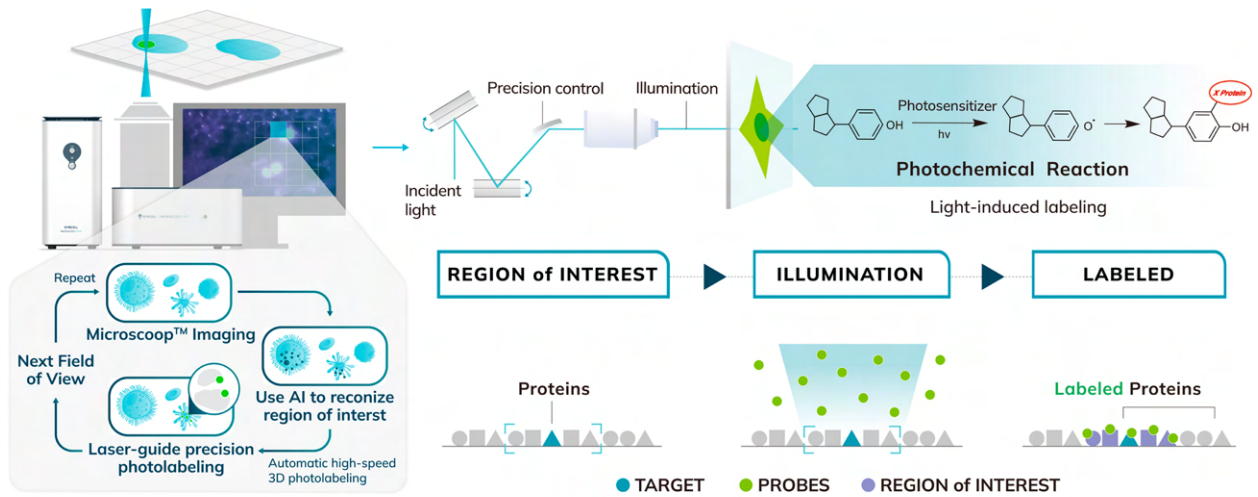 Repeat
Microscoop™ Imaging
Next Field
of View
Use AI to reconize
region of interst
Laser-guide precision
photolabeling
Automatic high-speed
3D photolabeling
Incident
light
Precision control
Illumination
OH
Photosensitizer
hv
O•
X Protein
OH
Photochemical Reaction
Light-induced labeling
REGION of INTEREST
ILLUMINATION
LABELED
Proteins
Labeled Proteins
TARGET
PROBES
REGION of INTEREST